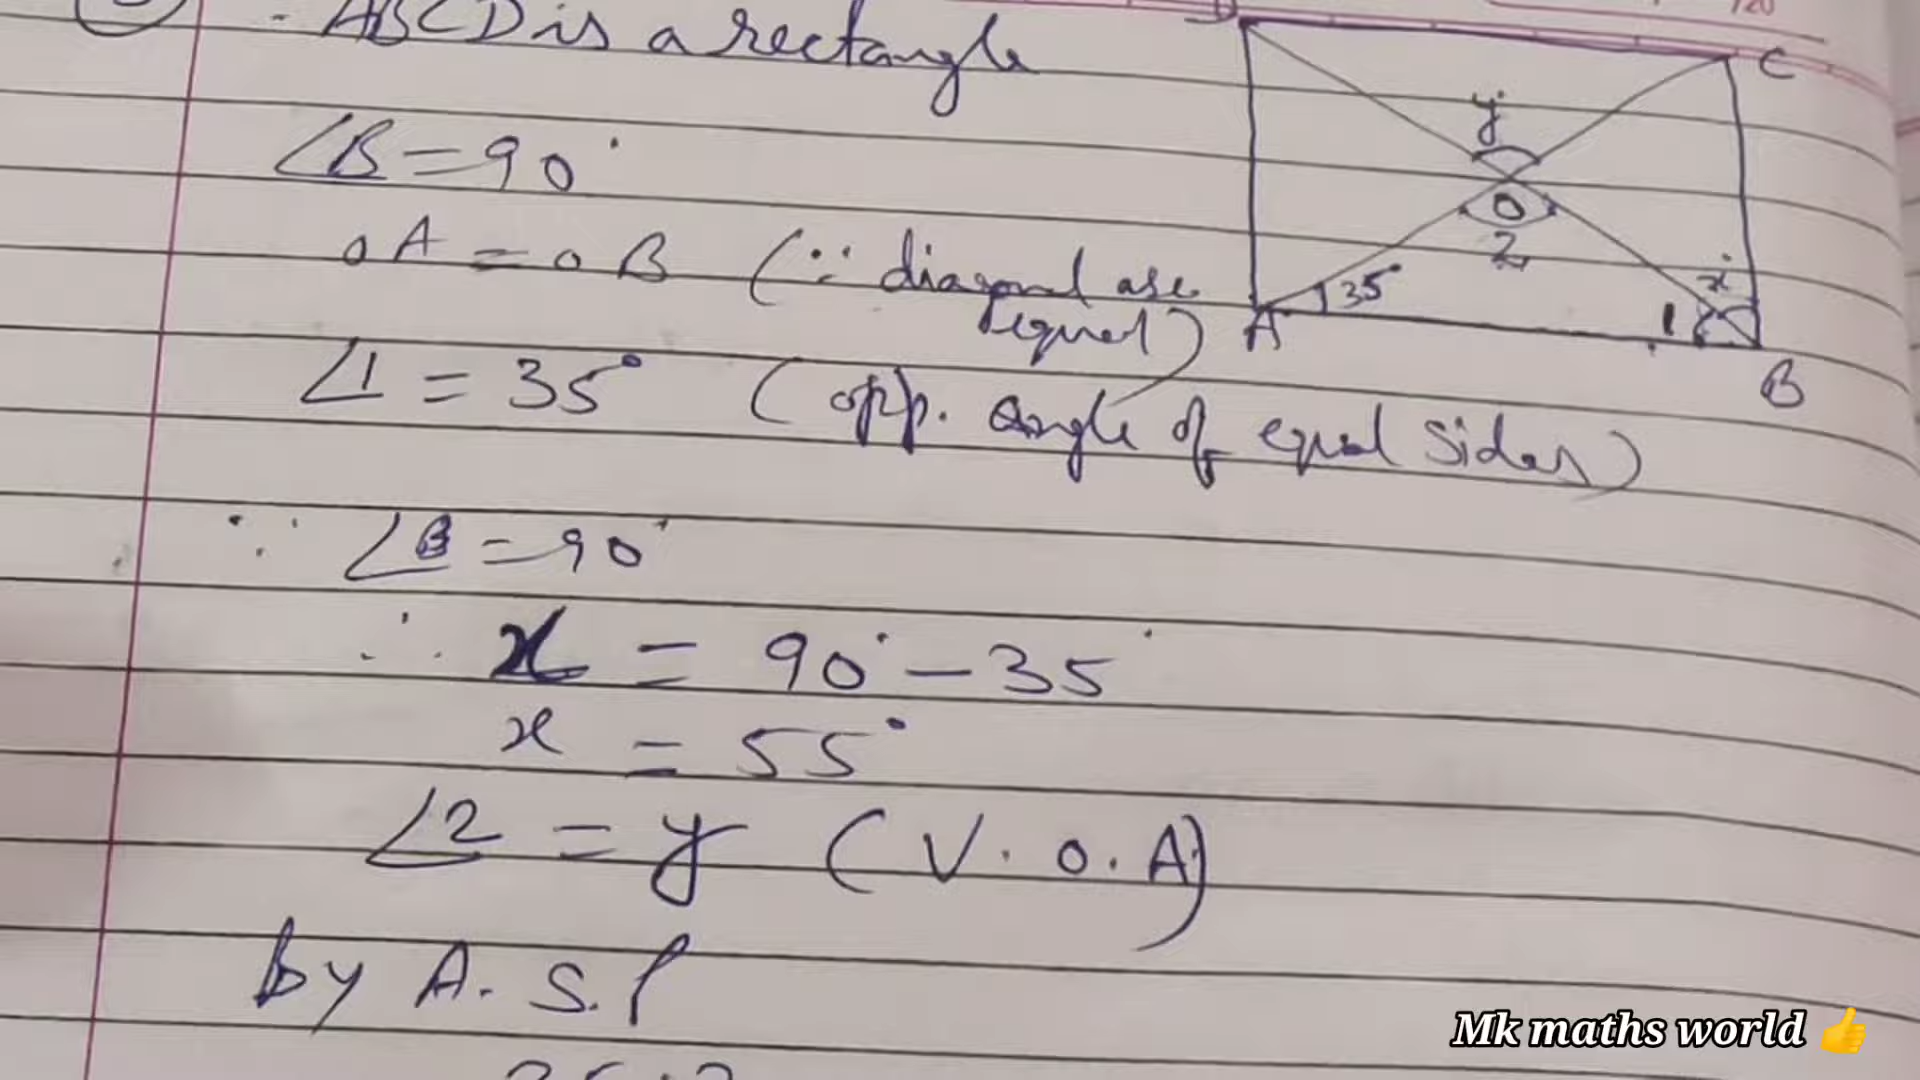 ABCD is a rectangle
∠B = 90°
OA = OB (∵ diagonal are
equal)
∠1 = 35° (opp. angle of equal sides)
∵ ∠B = 90°
∴ x = 90° - 35°
x = 55°
∠2 = y (V.O.A)
by A.S.P
D
C
y
O
2
35°
x
1
A
B
Mk maths world 👍